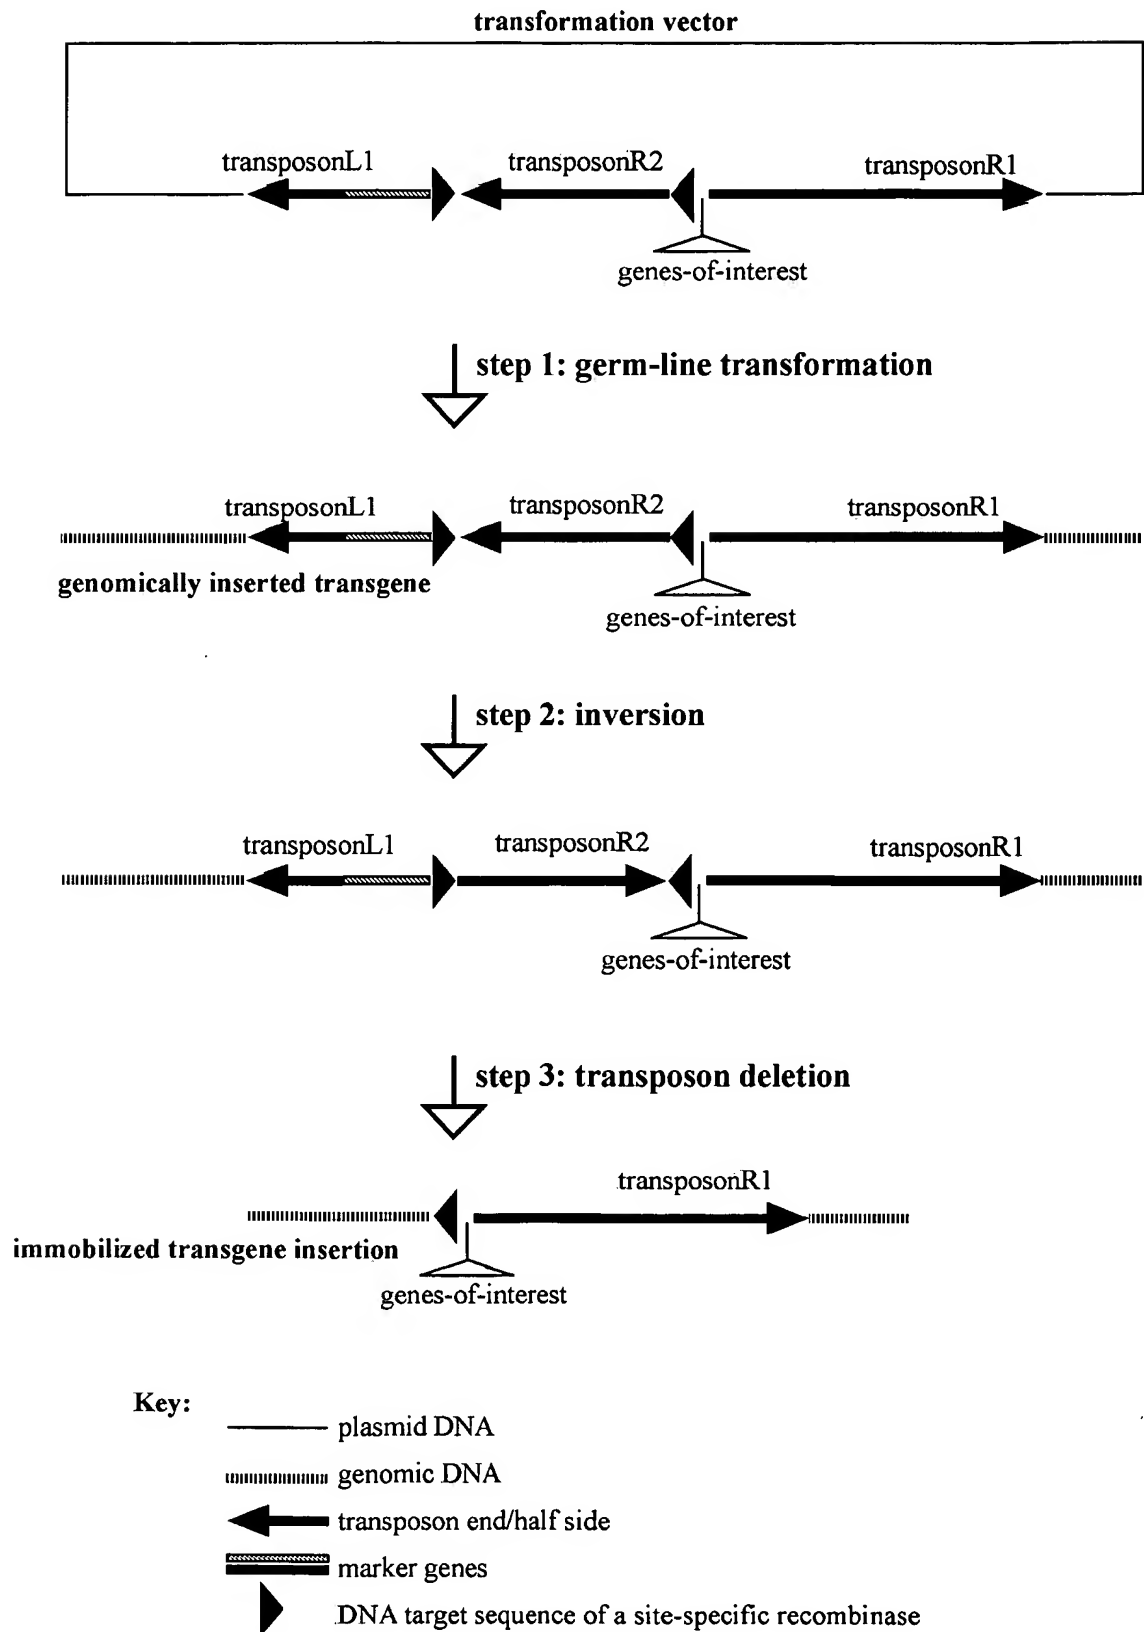 transformation vector
transposonL1
transposonR2
transposonR1
genes-of-interest
step 1: germ-line transformation
transposonL1
transposonR2
transposonR1
genomically inserted transgene
genes-of-interest
step 2: inversion
transposonL1
transposonR2
transposonR1
genes-of-interest
step 3: transposon deletion
transposonR1
immobilized transgene insertion
genes-of-interest
Key:
plasmid DNA
genomic DNA
transposon end/half side
marker genes
DNA target sequence of a site-specific recombinase